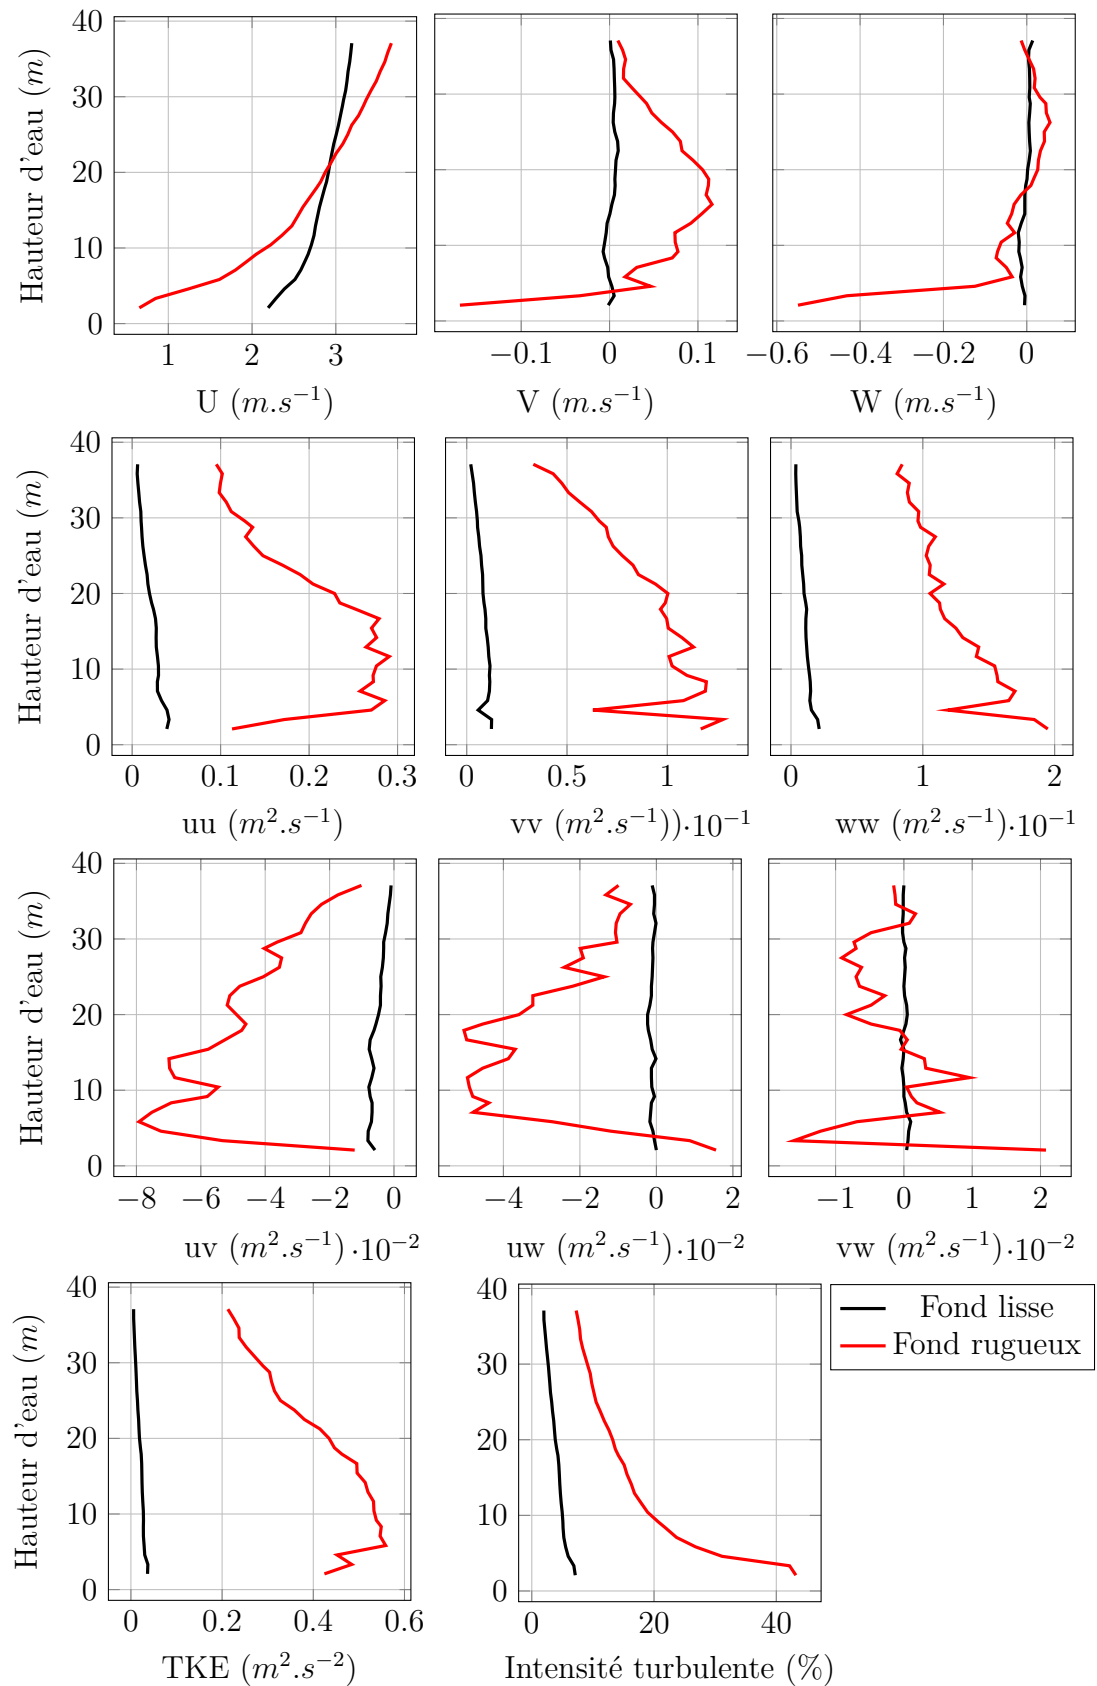 40
30
20
10
0
Hauteur d'eau (m)
1 2 3
U (m.s⁻¹)
−0.1 0 0.1
V (m.s⁻¹)
−0.6 −0.4 −0.2 0
W (m.s⁻¹)
40
30
20
10
0
Hauteur d'eau (m)
0 0.1 0.2 0.3
uu (m².s⁻¹)
0 0.5 1
vv (m².s⁻¹))·10⁻¹
0 1 2
ww (m².s⁻¹)·10⁻¹
40
30
20
10
0
Hauteur d'eau (m)
−8 −6 −4 −2 0
uv (m².s⁻¹)·10⁻²
−4 −2 0 2
uw (m².s⁻¹)·10⁻²
−1 0 1 2
vw (m².s⁻¹)·10⁻²
40
30
20
10
0
Hauteur d'eau (m)
0 0.2 0.4 0.6
TKE (m².s⁻²)
40
30
20
10
0
0 20 40
Intensité turbulente (%)
Fond lisse
Fond rugueux